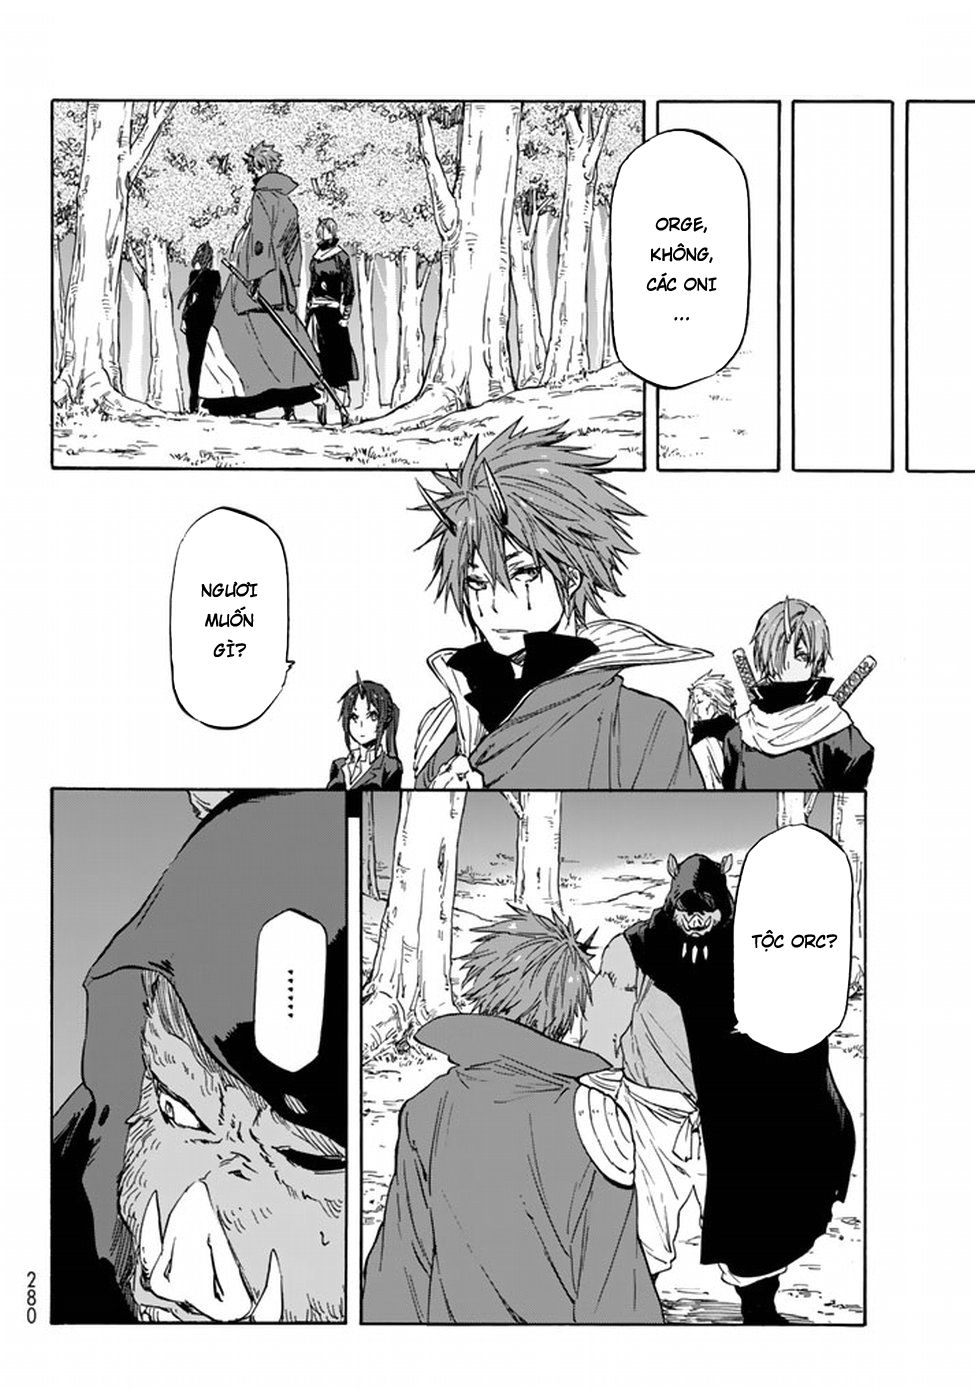 ORGE,
KHÔNG,
CÁC ONI
...
NGƯƠI
MUỐN
GÌ?
TỘC ORC?
......
280